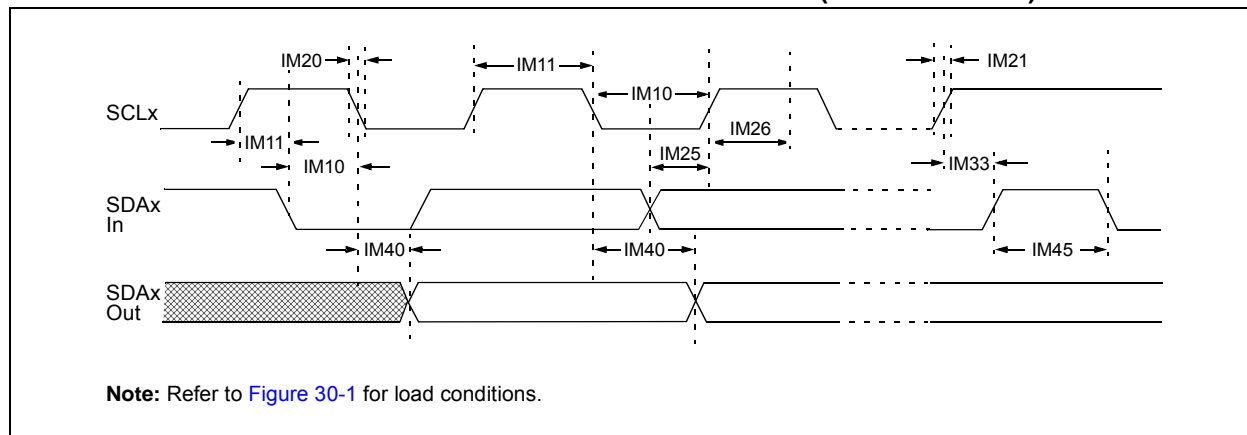 IM20
IM11
IM21
SCLx
IM10
IM11
IM26
IM10
IM25
IM33
SDAx
In
IM40
IM40
IM45
SDAx
Out
Note: Refer to Figure 30-1 for load conditions.